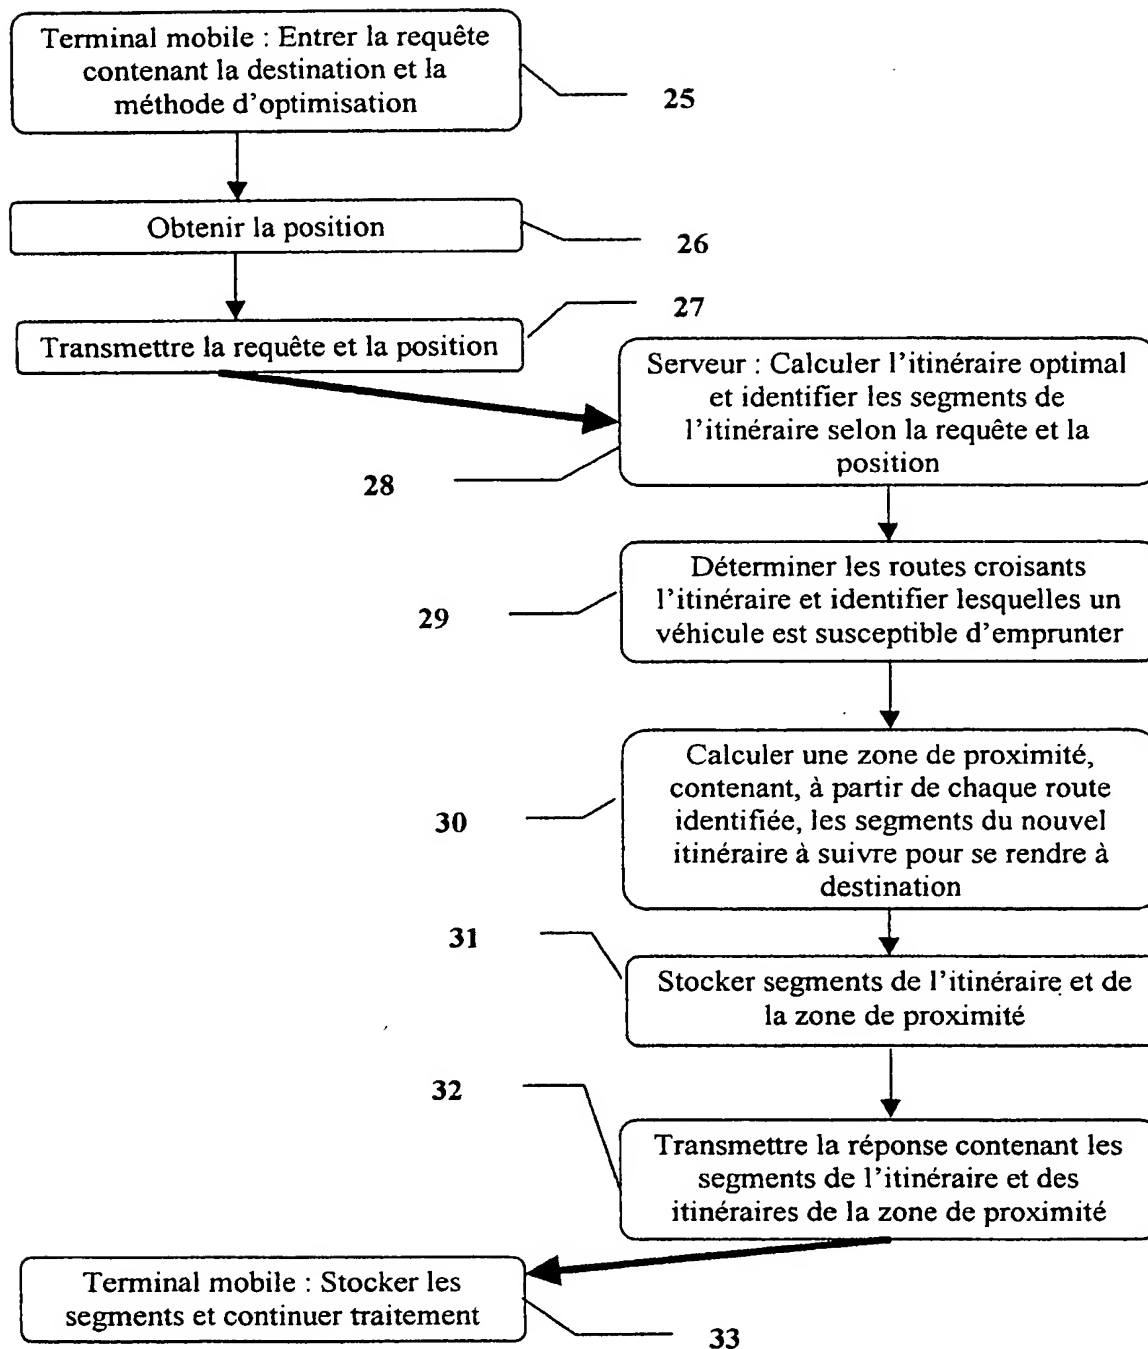 Terminal mobile : Entrer la requête
contenant la destination et la
méthode d'optimisation
25
Obtenir la position
26
27
Transmettre la requête et la position
Serveur : Calculer l'itinéraire optimal
et identifier les segments de
l'itinéraire selon la requête et la
position
28
Déterminer les routes croisants
l'itinéraire et identifier lesquelles un
véhicule est susceptible d'emprunter
29
Calculer une zone de proximité,
contenant, à partir de chaque route
identifiée, les segments du nouvel
itinéraire à suivre pour se rendre à
destination
30
31
Stocker segments de l'itinéraire et de
la zone de proximité
32
Transmettre la réponse contenant les
segments de l'itinéraire et des
itinéraires de la zone de proximité
Terminal mobile : Stocker les
segments et continuer traitement
33